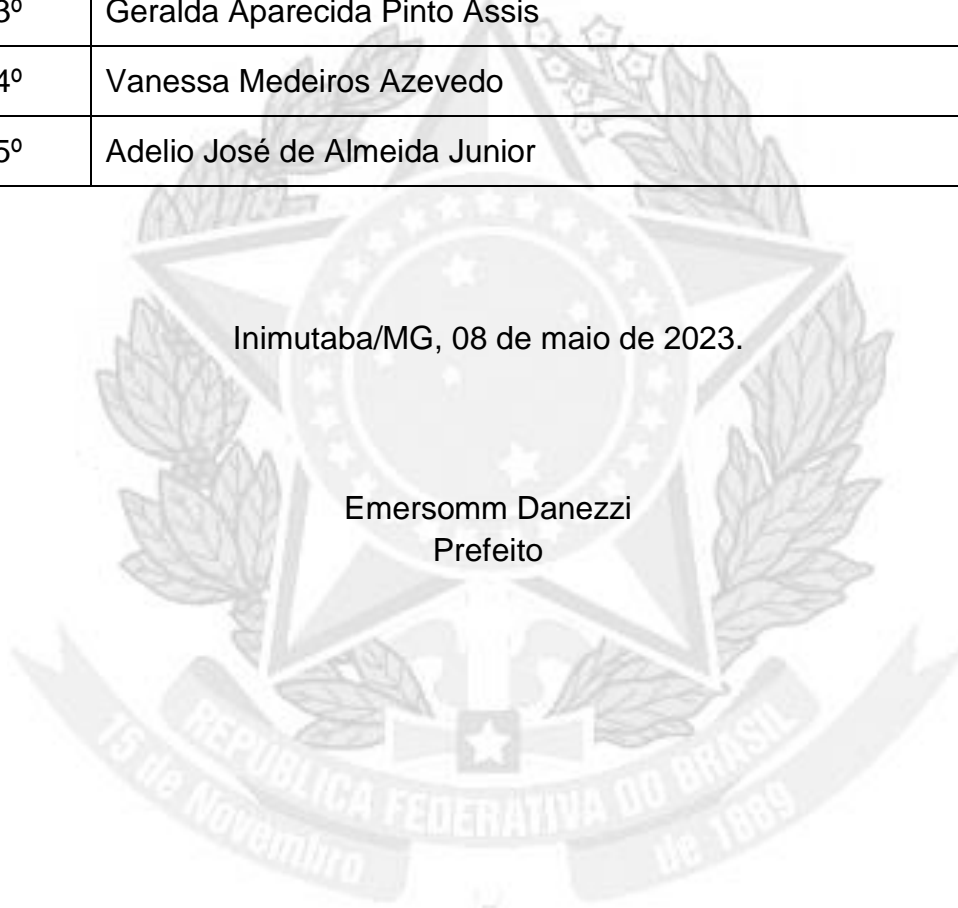 3º Geralda Aparecida Pinto Assis
4º Vanessa Medeiros Azevedo
5º Adelio José de Almeida Junior
Inimutaba/MG, 08 de maio de 2023.
Emersomm Danezzi
Prefeito
REPÚBLICA FEDERATIVA DO BRASIL
15 de Novembro de 1889